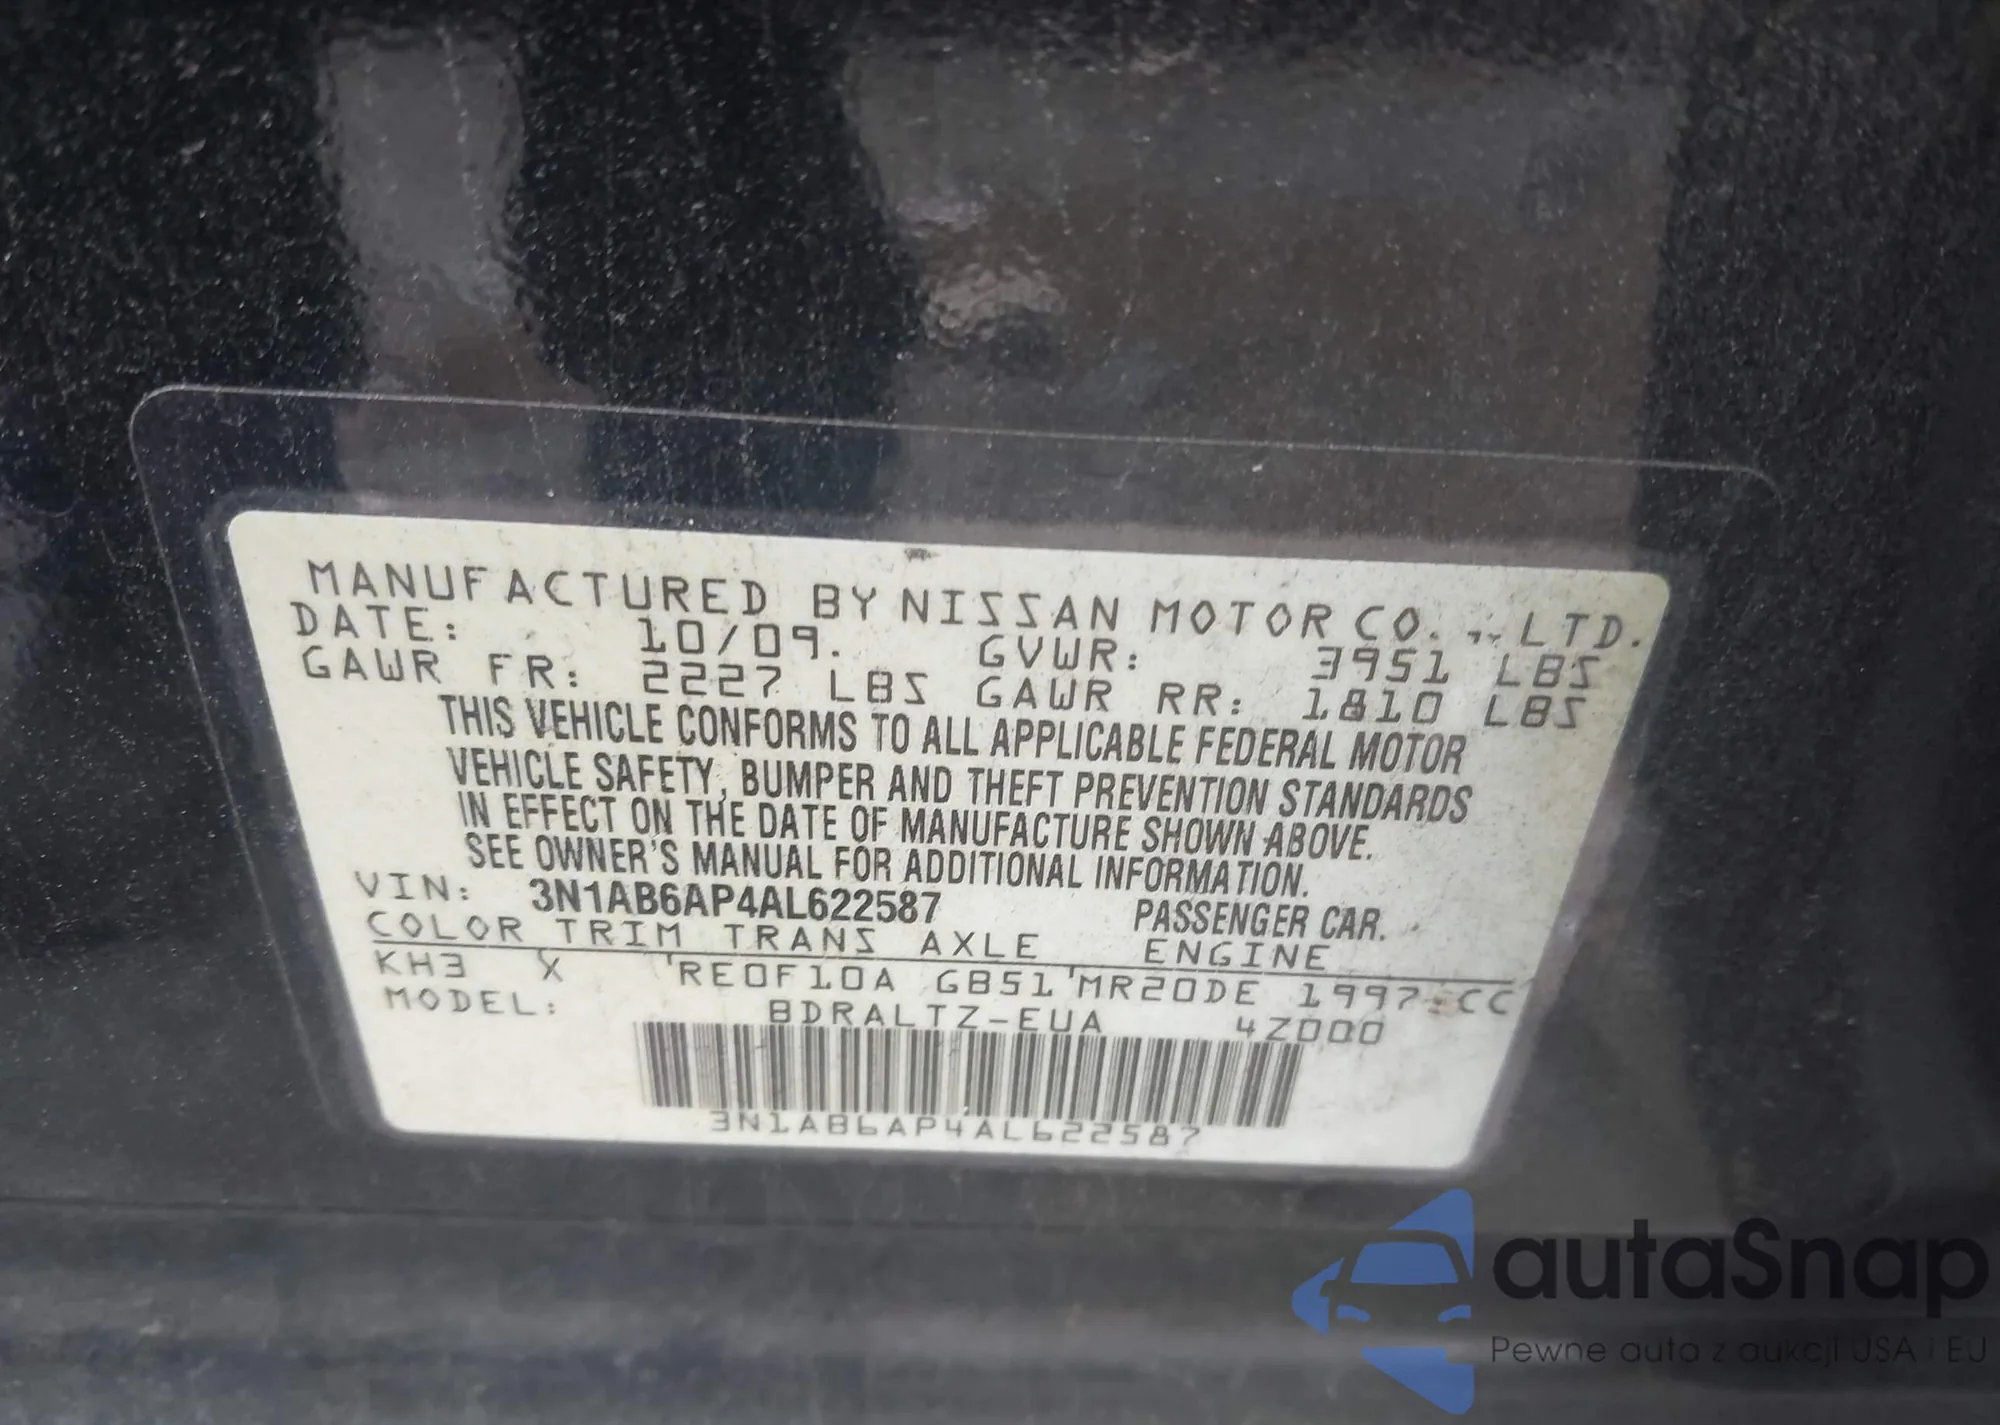 MANUFACTURED BY NISSAN MOTOR CO., LTD.
DATE: 10/09. GVWR: 3951 LBS
GAWR FR: 2227 LBS GAWR RR: 1810 LBS
THIS VEHICLE CONFORMS TO ALL APPLICABLE FEDERAL MOTOR
VEHICLE SAFETY, BUMPER AND THEFT PREVENTION STANDARDS
IN EFFECT ON THE DATE OF MANUFACTURE SHOWN ABOVE.
SEE OWNER'S MANUAL FOR ADDITIONAL INFORMATION.
VIN: 3N1AB6AP4AL622587 PASSENGER CAR.
COLOR TRIM TRANS AXLE ENGINE
KH3 X 'RE0F10A GB51'MR20DE 1997 CC
MODEL: BDRALTZ-EUA 4Z000
3N1AB6AP4AL622587
autaSnap
Pewne auta z aukcji USA i EU